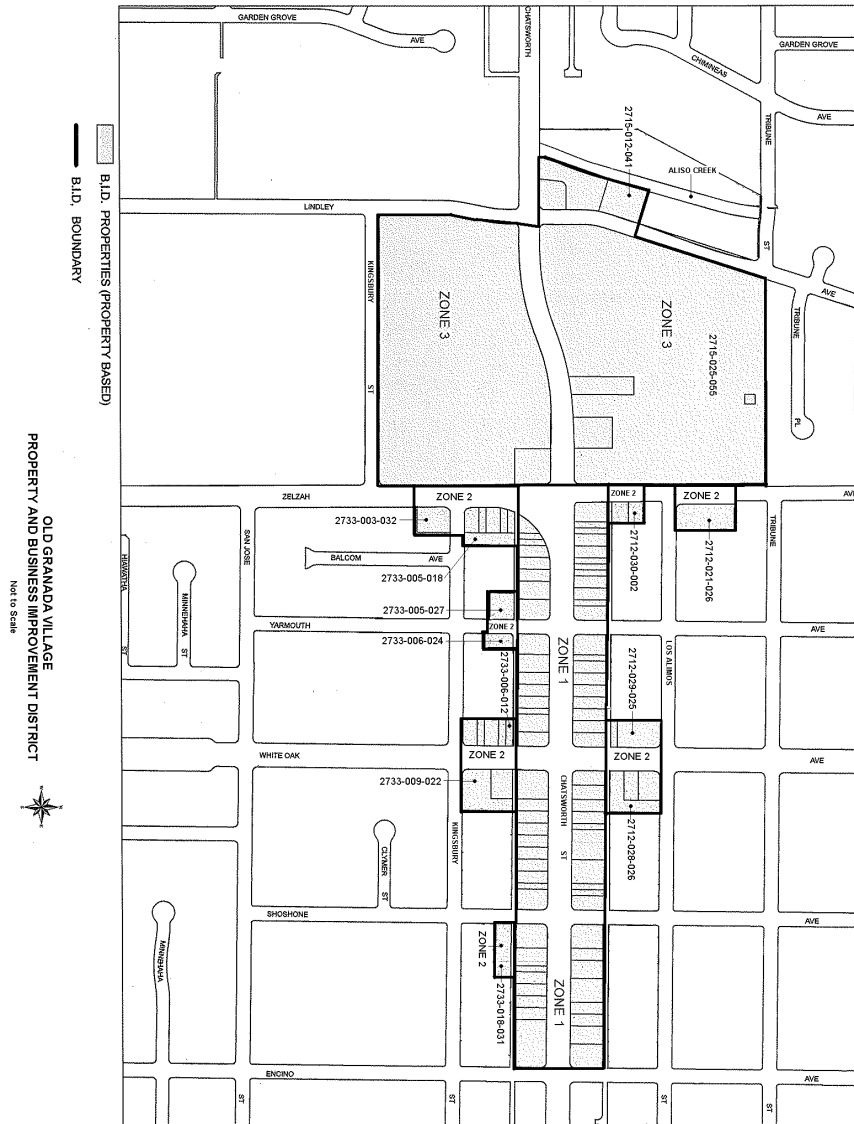 GARDEN GROVE
AVE
CHATSWORTH
CHIMINEAS
AVE
GARDEN GROVE
TRIBUNE
ST
2715-012-041
ALISO CREEK
LINDLEY
AVE
TRIBUNE
PL
KINGSBURY
ST
ZONE 3
ZONE 3
2715-025-055
B.I.D. PROPERTIES (PROPERTY BASED)
B.I.D. BOUNDARY
ZELZAH
AVE
ZONE 2
ZONE 2
ZONE 2
2733-003-032
2733-005-018
BALCOM
AVE
2712-030-002
2712-021-026
TRIBUNE
SAN JOSE
HIAWATHA
ST
MINNEHAHA
ST
2733-005-027
ZONE 2
YARMOUTH
AVE
2733-006-024
2733-006-012
ZONE 1
2712-029-025
LOS ALIMOS
WHITE OAK
AVE
ZONE 2
ZONE 2
2733-009-022
CHATSWORTH
ST
2712-028-026
KINGSBURY
CLYMER
ST
SHOSHONE
AVE
MINNEHAHA
ZONE 2
2733-018-031
ZONE 1
ENCINO
AVE
ST
ST
ST
ST
OLD GRANADA VILLAGE
PROPERTY AND BUSINESS IMPROVEMENT DISTRICT
Not to Scale